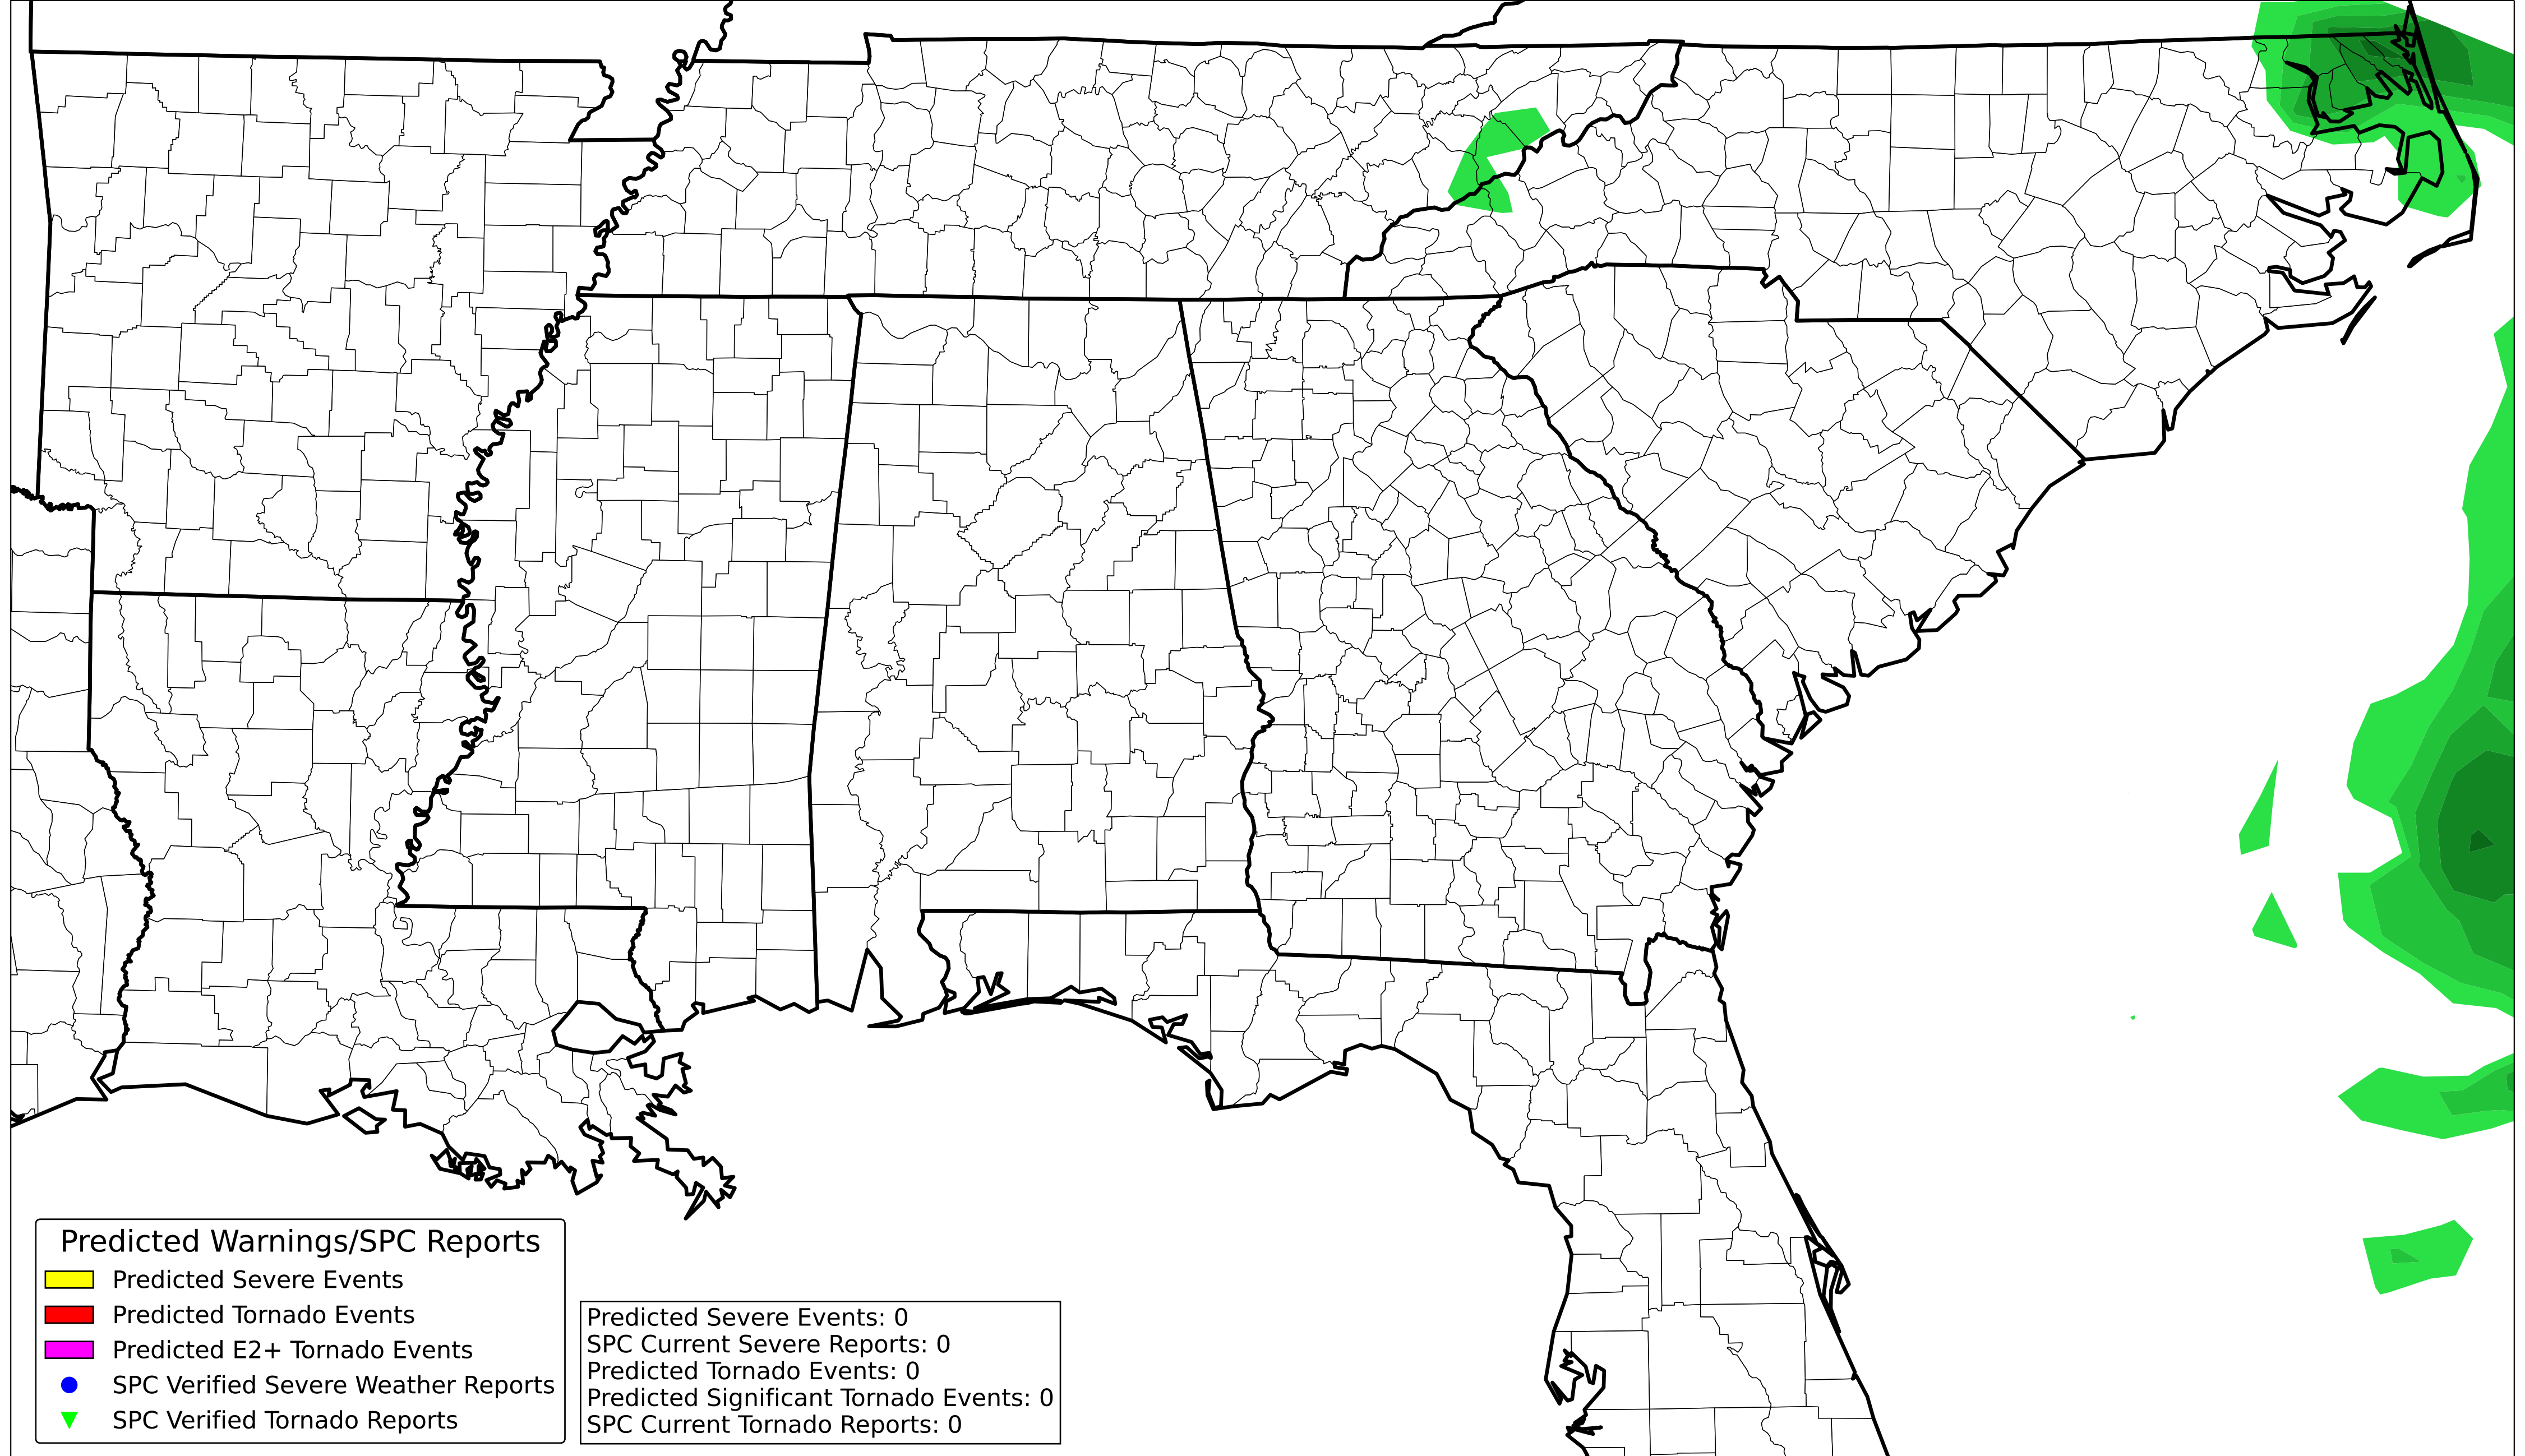 Predicted Warnings/SPC Reports
Predicted Severe Events
Predicted Tornado Events
Predicted E2+ Tornado Events
SPC Verified Severe Weather Reports
SPC Verified Tornado Reports
Predicted Severe Events: 0
SPC Current Severe Reports: 0
Predicted Tornado Events: 0
Predicted Significant Tornado Events: 0
SPC Current Tornado Reports: 0